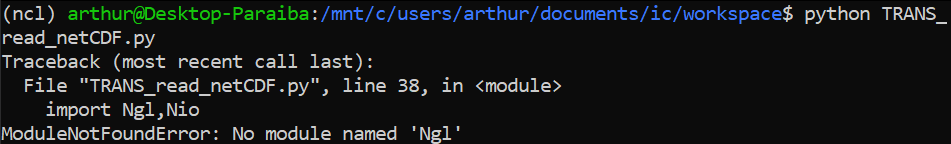 (ncl) arthur@Desktop-Paraiba:/mnt/c/users/arthur/documents/ic/workspace$ python TRANS_
read_netCDF.py
Traceback (most recent call last):
  File "TRANS_read_netCDF.py", line 38, in <module>
    import Ngl,Nio
ModuleNotFoundError: No module named 'Ngl'